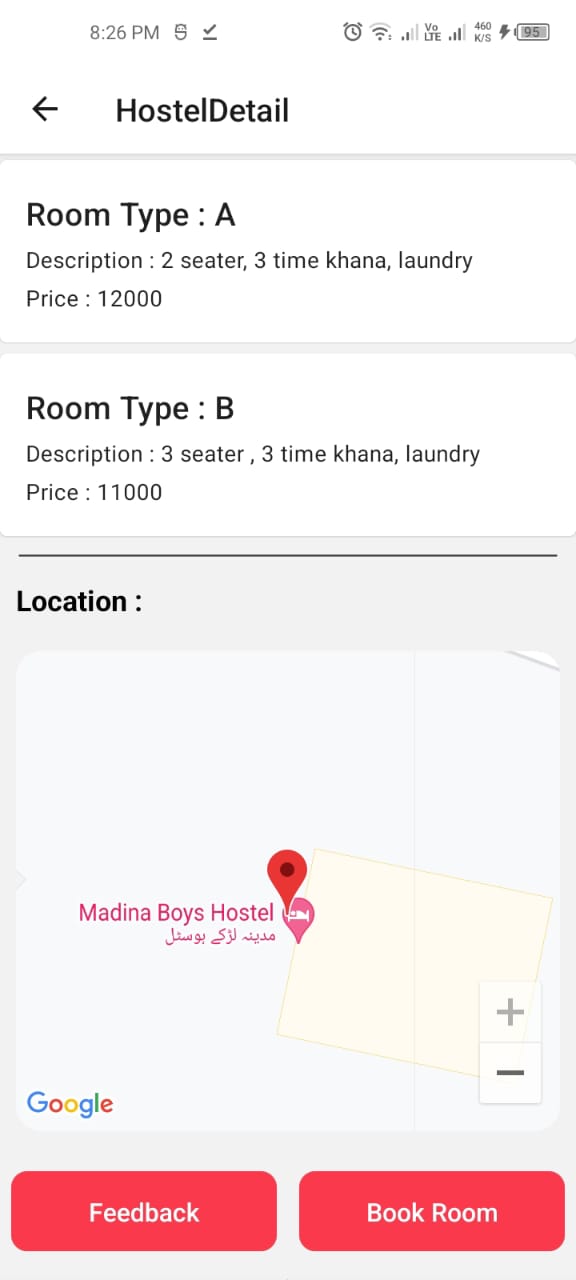 8:26 PM
Vo LTE
460 K/S
95
HostelDetail
Room Type : A
Description : 2 seater, 3 time khana, laundry
Price : 12000
Room Type : B
Description : 3 seater , 3 time khana, laundry
Price : 11000
Location :
Madina Boys Hostel
مدینہ لڑکے ہوسٹل
Google
Feedback
Book Room